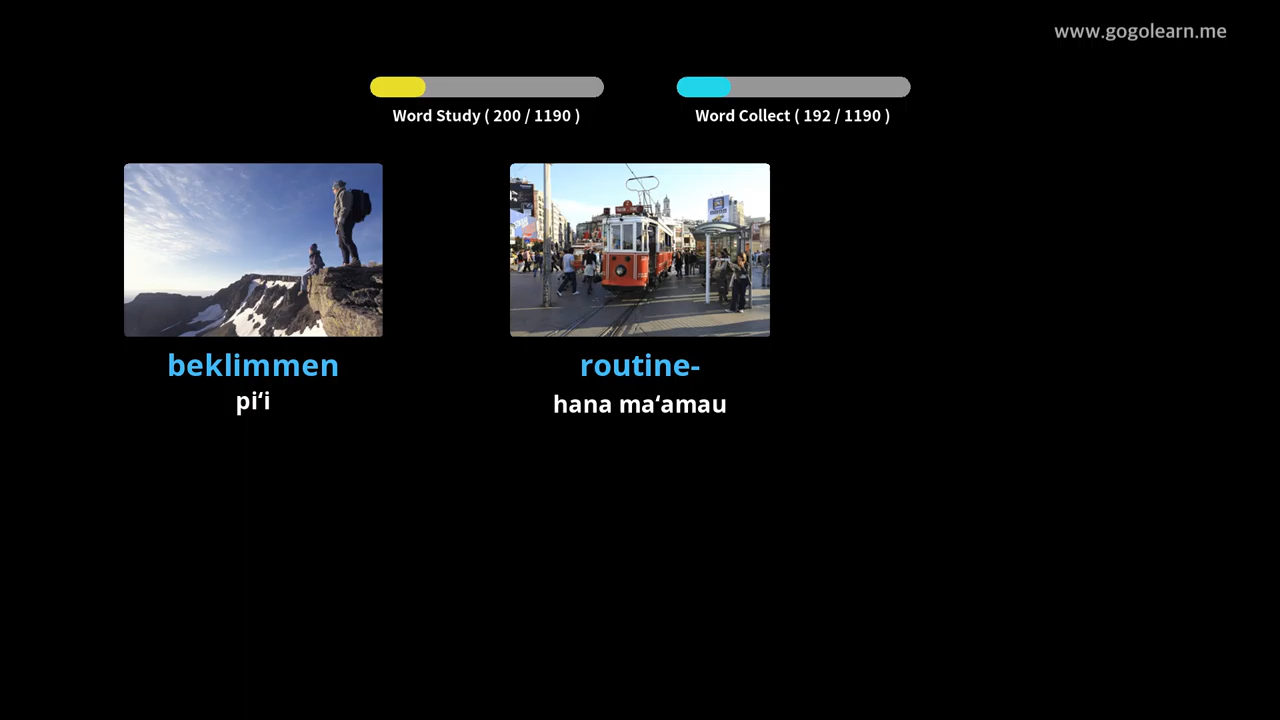 www.gogolearn.me
Word Study ( 200 / 1190 )
Word Collect ( 192 / 1190 )
beklimmen
piʻi
routine-
hana maʻamau